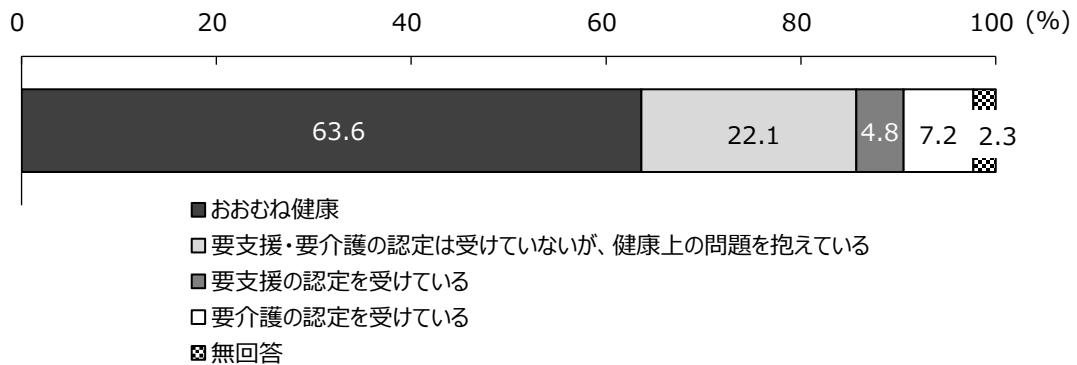 0 20 40 60 80 100 (%)
63.6 22.1 4.8 7.2 2.3
おおむね健康
要支援・要介護の認定は受けていないが、健康上の問題を抱えている
要支援の認定を受けている
要介護の認定を受けている
無回答